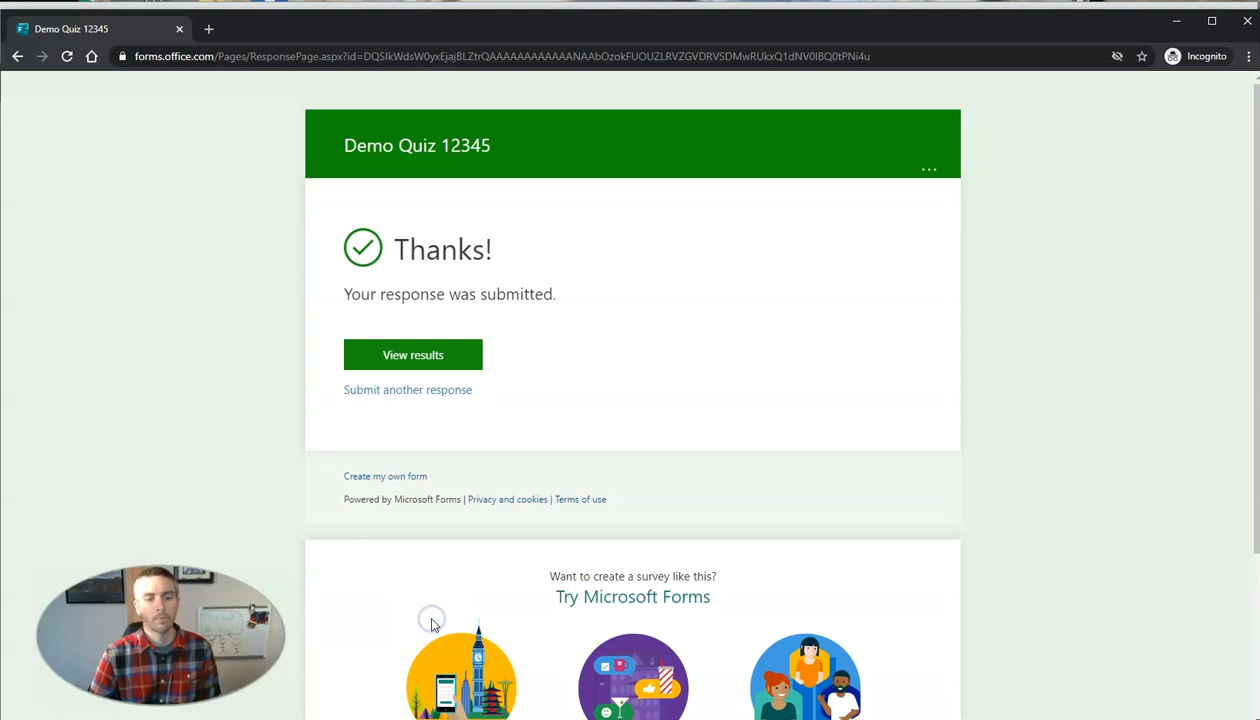 Demo Quiz 12345
forms.office.com/Pages/ResponsePage.aspx?id=DQSIkWdsW0yxEjajBLZtrQAAAAAAAAAAAANAAbOzokFUOUZLRVZGVDRVSDMwRUkxQ1dNV0lBQ0tPNi4u
Incognito
Demo Quiz 12345
...
Thanks!
Your response was submitted.
View results
Submit another response
Create my own form
Powered by Microsoft Forms | Privacy and cookies | Terms of use
Want to create a survey like this?
Try Microsoft Forms